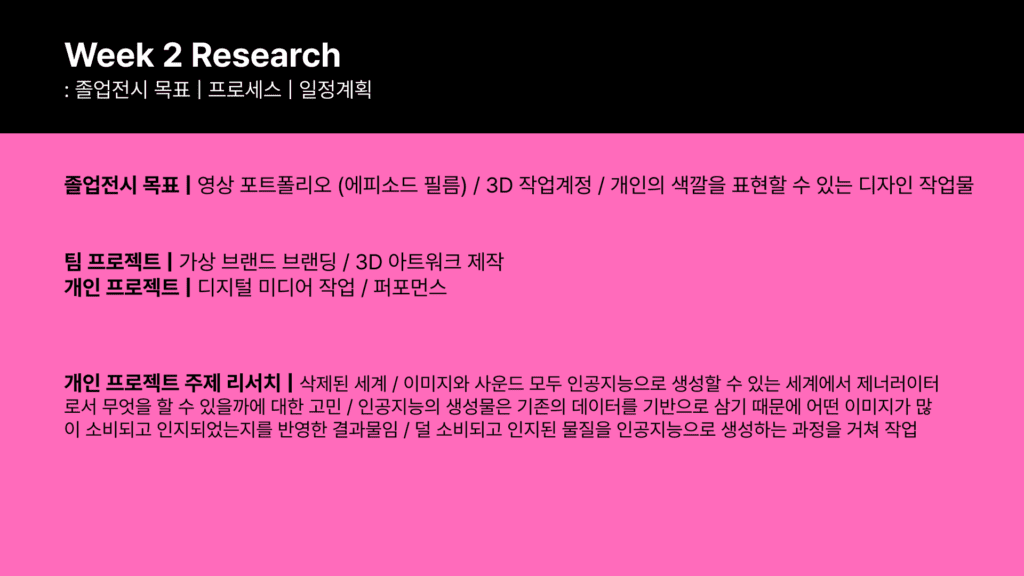 Week 2 Research
: 졸업전시 목표 | 프로세스 | 일정계획
졸업전시 목표 | 영상 포트폴리오 (에피소드 필름) / 3D 작업계정 / 개인의 색깔을 표현할 수 있는 디자인 작업물
팀 프로젝트 | 가상 브랜드 브랜딩 / 3D 아트워크 제작
개인 프로젝트 | 디지털 미디어 작업 / 퍼포먼스
개인 프로젝트 주제 리서치 | 삭제된 세계 / 이미지와 사운드 모두 인공지능으로 생성할 수 있는 세계에서 제너러이터
로서 무엇을 할 수 있을까에 대한 고민 / 인공지능의 생성물은 기존의 데이터를 기반으로 삼기 때문에 어떤 이미지가 많
이 소비되고 인지되었는지를 반영한 결과물임 / 덜 소비되고 인지된 물질을 인공지능으로 생성하는 과정을 거쳐 작업